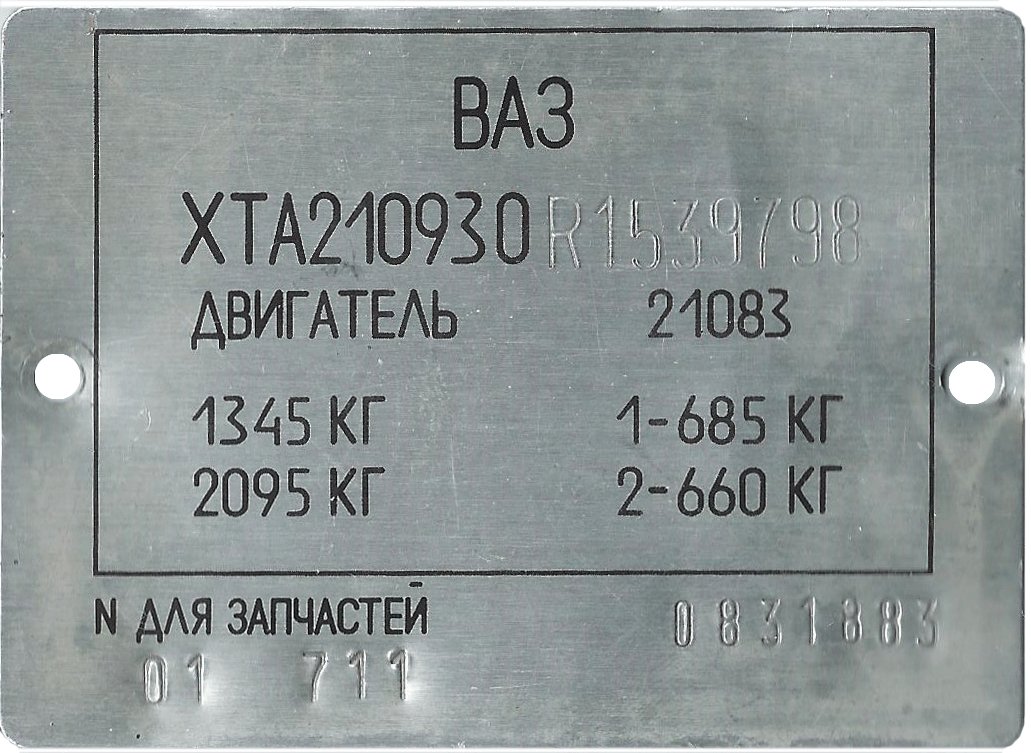 ВАЗ
ХТА210930R1539798
ДВИГАТЕЛЬ 21083
1345 КГ 1-685 КГ
2095 КГ 2-660 КГ
N ДЛЯ ЗАПЧАСТЕЙ 0831883
01 711